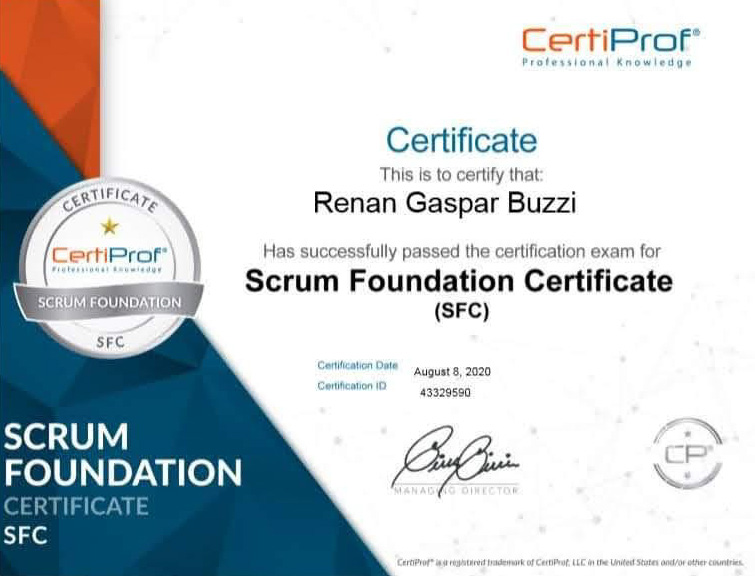 CertiProf®
Professional Knowledge
Certificate
This is to certify that:
Renan Gaspar Buzzi
Has successfully passed the certification exam for
Scrum Foundation Certificate
(SFC)
Certification Date August 8, 2020
Certification ID 43329590
MANAGING DIRECTOR
CERTIFICATE
CertiProf®
Professional Knowledge
SCRUM FOUNDATION
SFC
SCRUM
FOUNDATION
CERTIFICATE
SFC
CP®
CertiProf® is a registered trademark of CertiProf, LLC in the United States and/or other countries.